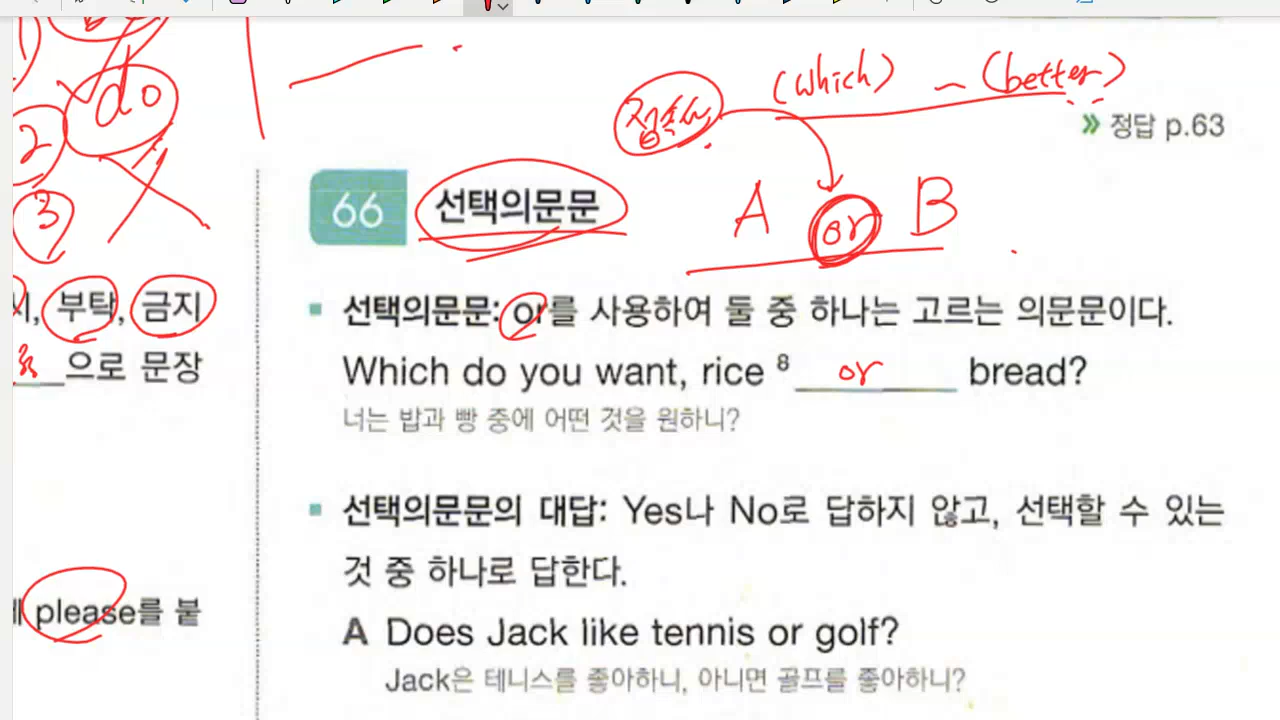 do
2
3
부탁, 금지
으로 문장
please를 붙
(which) ~ (better)
접속사
정답 p.63
66 선택의문문
A or B
선택의문문: or를 사용하여 둘 중 하나는 고르는 의문문이다.
Which do you want, rice 8 or bread?
너는 밥과 빵 중에 어떤 것을 원하니?
선택의문문의 대답: Yes나 No로 답하지 않고, 선택할 수 있는
것 중 하나로 답한다.
A Does Jack like tennis or golf?
Jack은 테니스를 좋아하니, 아니면 골프를 좋아하니?